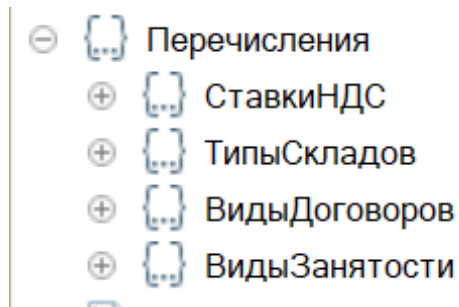 Перечисления
СтавкиНДС
ТипыСкладов
ВидыДоговоров
ВидыЗанятости